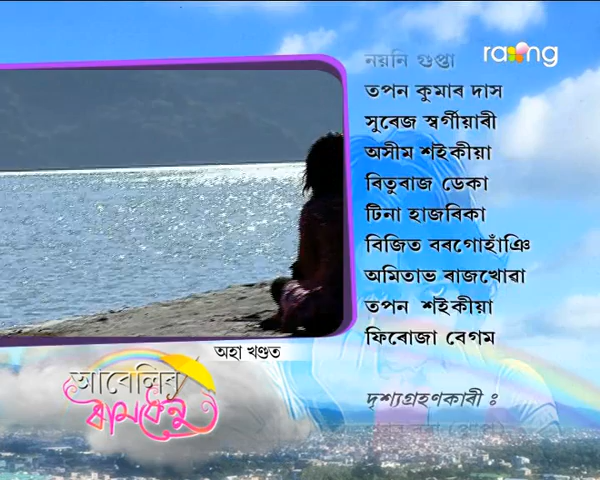 নয়নি গুপ্তা
rang
তপন কুমাৰ দাস
সুৰেজ স্বৰ্গীয়াৰী
অসীম শইকীয়া
ৰিতুৰাজ ডেকা
টিনা হাজৰিকা
বিজিত বৰগোহাঁঞি
অমিতাভ ৰাজখোৱা
তপন শইকীয়া
ফিৰোজা বেগম
অহা খণ্ডত
আবেলিৰ
ৰামধেনু
দৃশ্যগ্ৰহণকাৰী ঃ